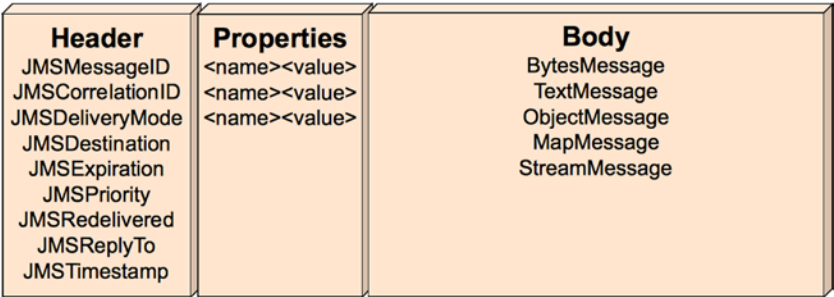 Header
JMSMessageID
JMSCorrelationID
JMSDeliveryMode
JMSDestination
JMSExpiration
JMSPriority
JMSRedelivered
JMSReplyTo
JMSTimestamp
Properties
<name><value>
<name><value>
<name><value>
Body
BytesMessage
TextMessage
ObjectMessage
MapMessage
StreamMessage